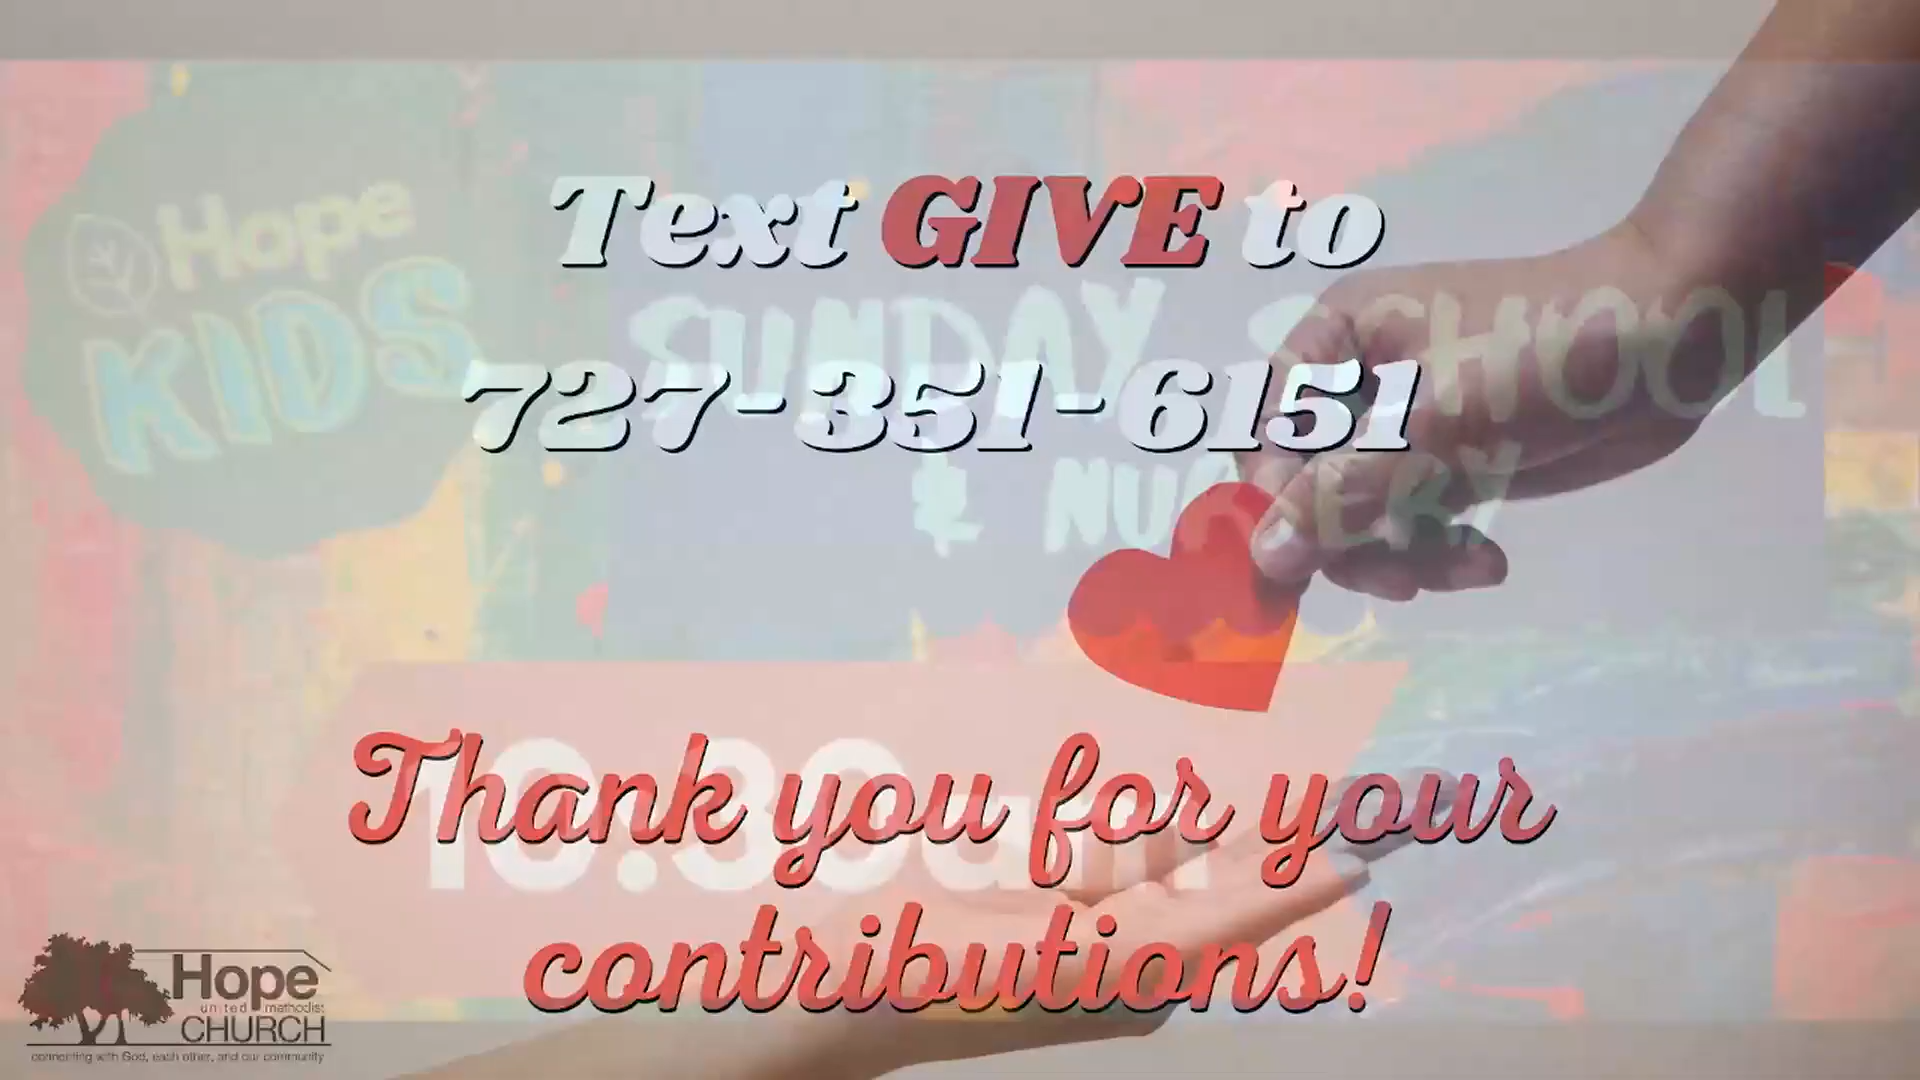 Text GIVE to
727-351-6151
Thank you for your
contributions!
Hope
KIDS
SUNDAY SCHOOL
& NURSERY
10:30am
Hope
united methodist
CHURCH
connecting with God, each other, and our community